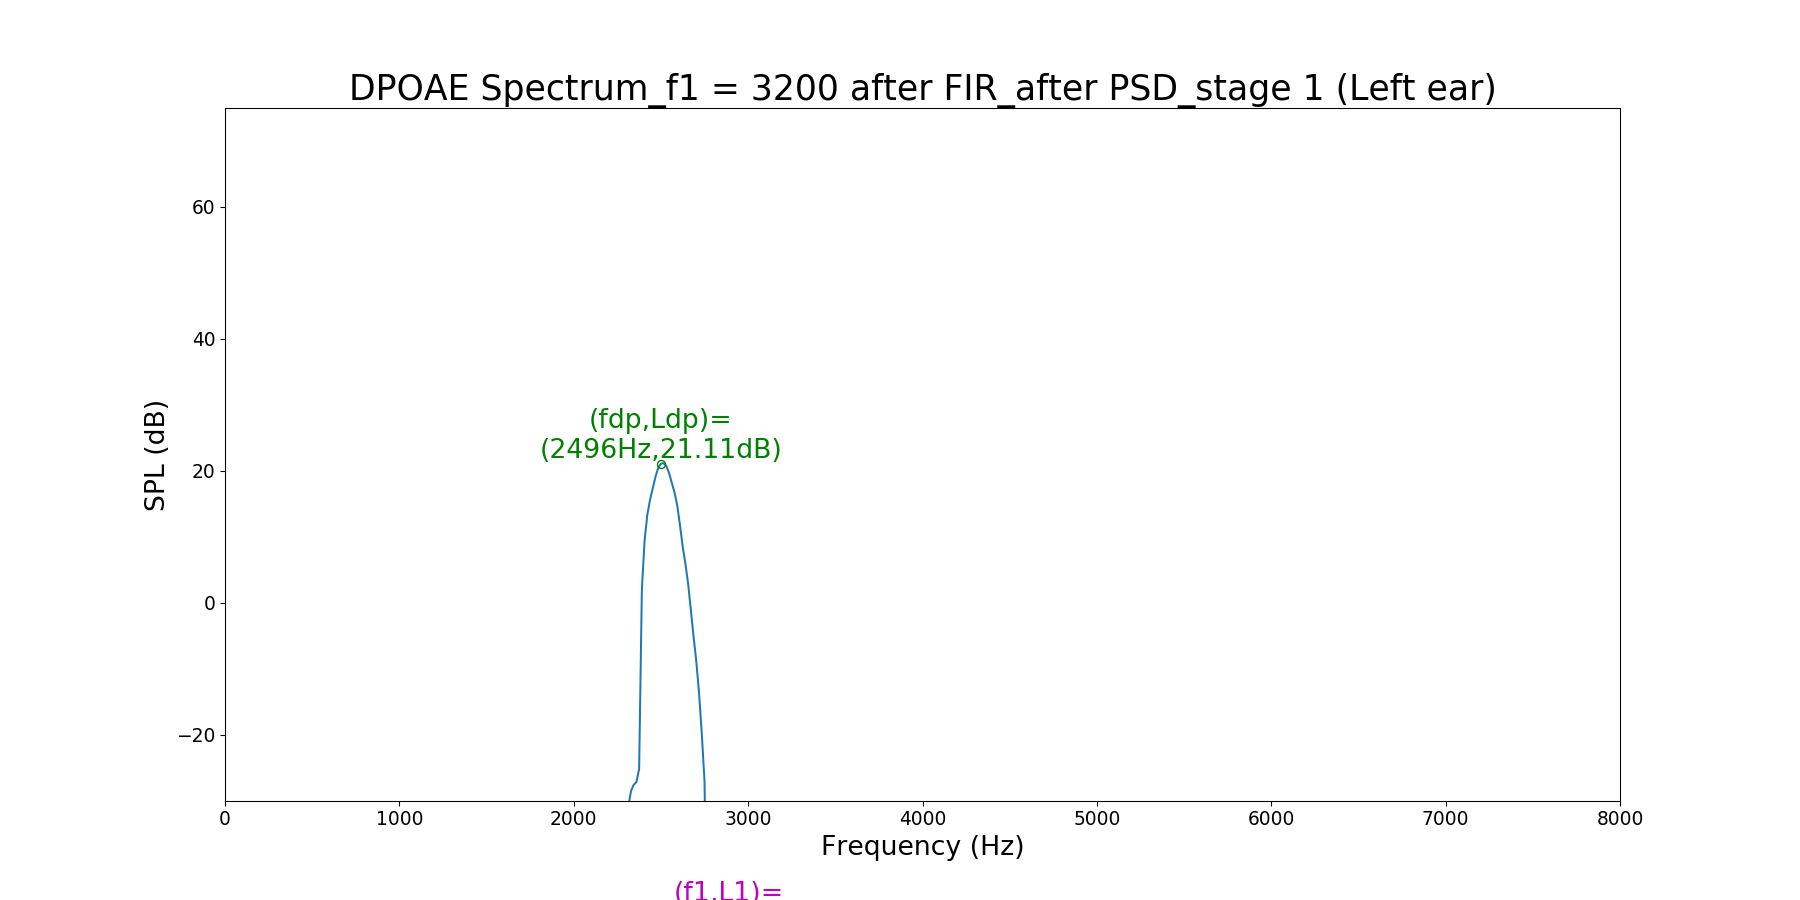 DPOAE Spectrum_f1 = 3200 after FIR_after PSD_stage 1 (Left ear)
60
40
20
0
−20
SPL (dB)
(fdp,Ldp)=
(2496Hz,21.11dB)
0 1000 2000 3000 4000 5000 6000 7000 8000
Frequency (Hz)
(f1,L1)=